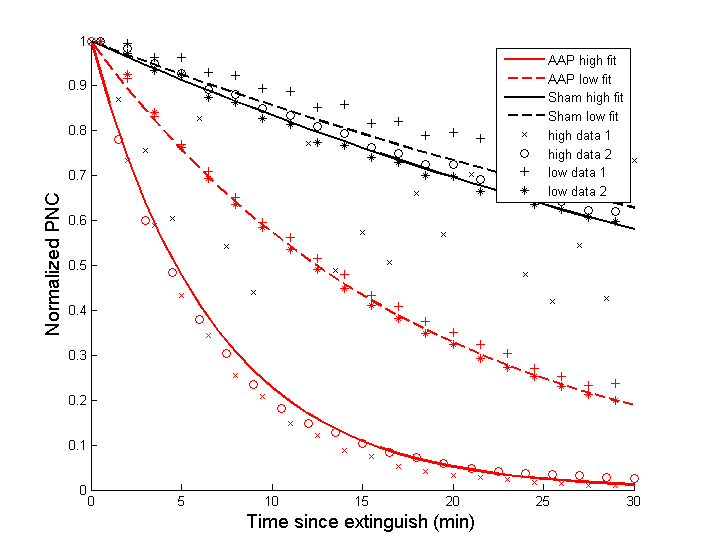 1
0.9
0.8
0.7
0.6
0.5
0.4
0.3
0.2
0.1
0
Normalized PNC
0 5 10 15 20 25 30
Time since extinguish (min)
AAP high fit
AAP low fit
Sham high fit
Sham low fit
high data 1
high data 2
low data 1
low data 2